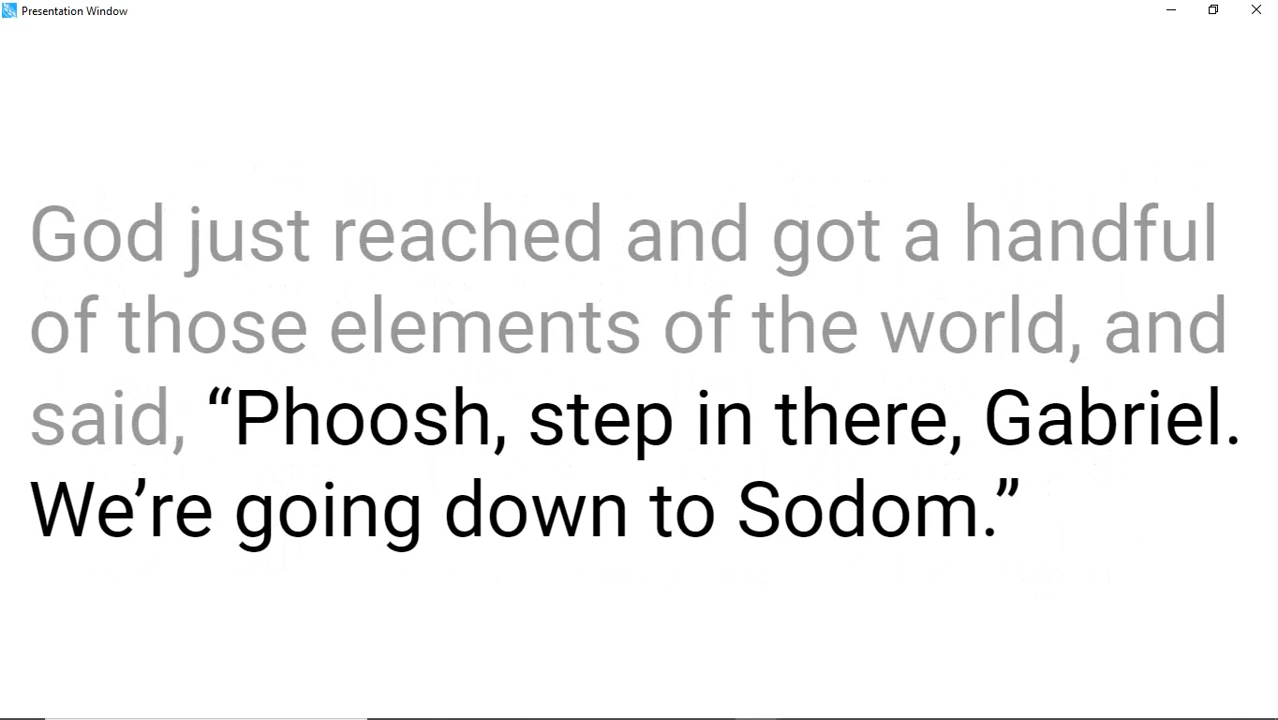 Presentation Window
God just reached and got a handful
of those elements of the world, and
said, “Phoosh, step in there, Gabriel.
We’re going down to Sodom.”